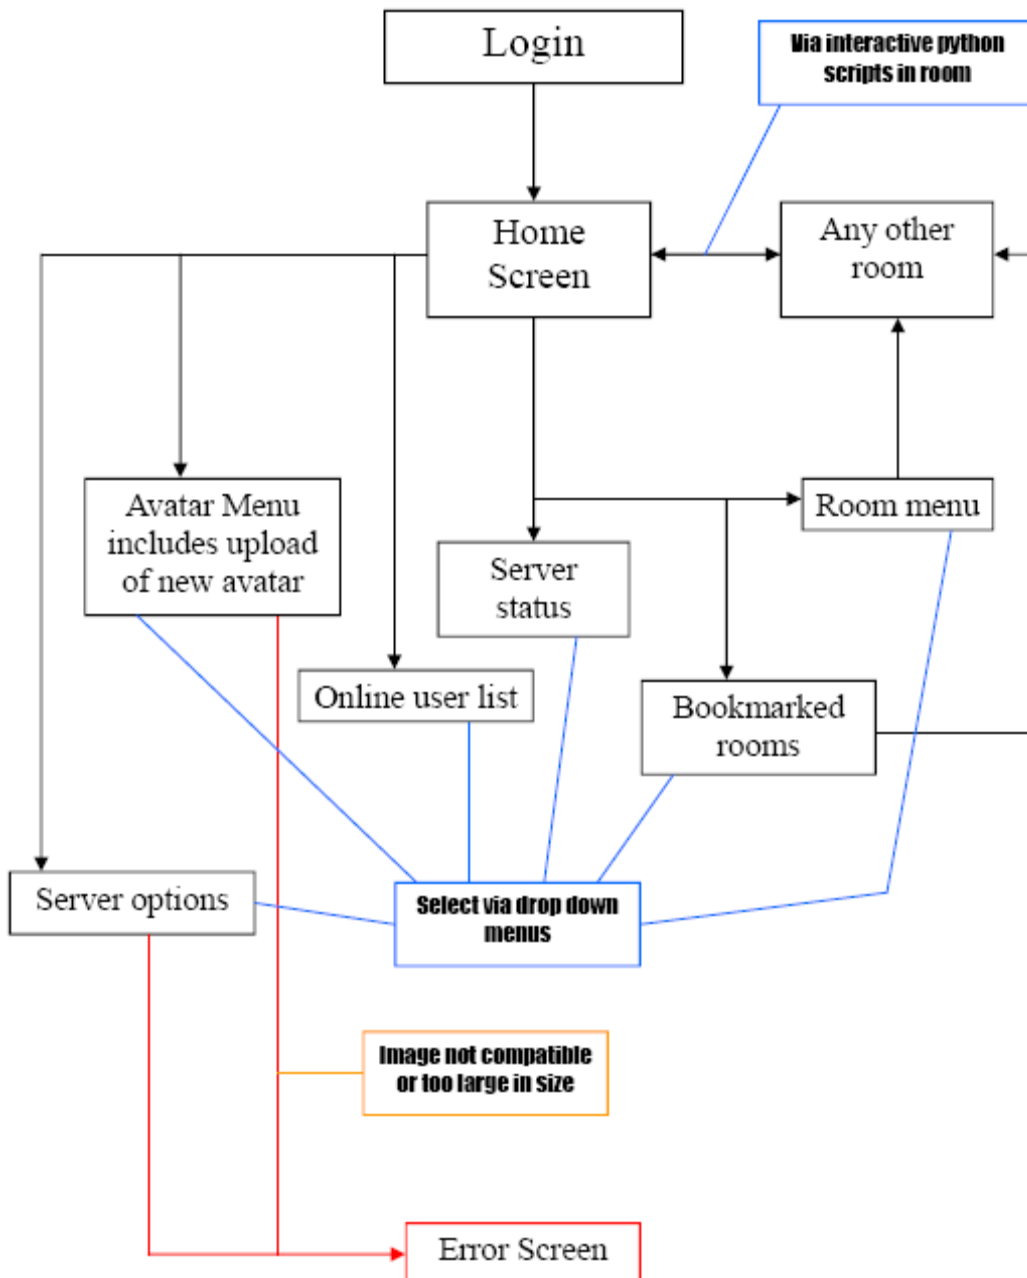 Login
Via interactive python
scripts in room
Home
Screen
Any other
room
Avatar Menu
includes upload
of new avatar
Room menu
Server
status
Online user list
Bookmarked
rooms
Server options
Select via drop down
menus
Image not compatible
or too large in size
Error Screen